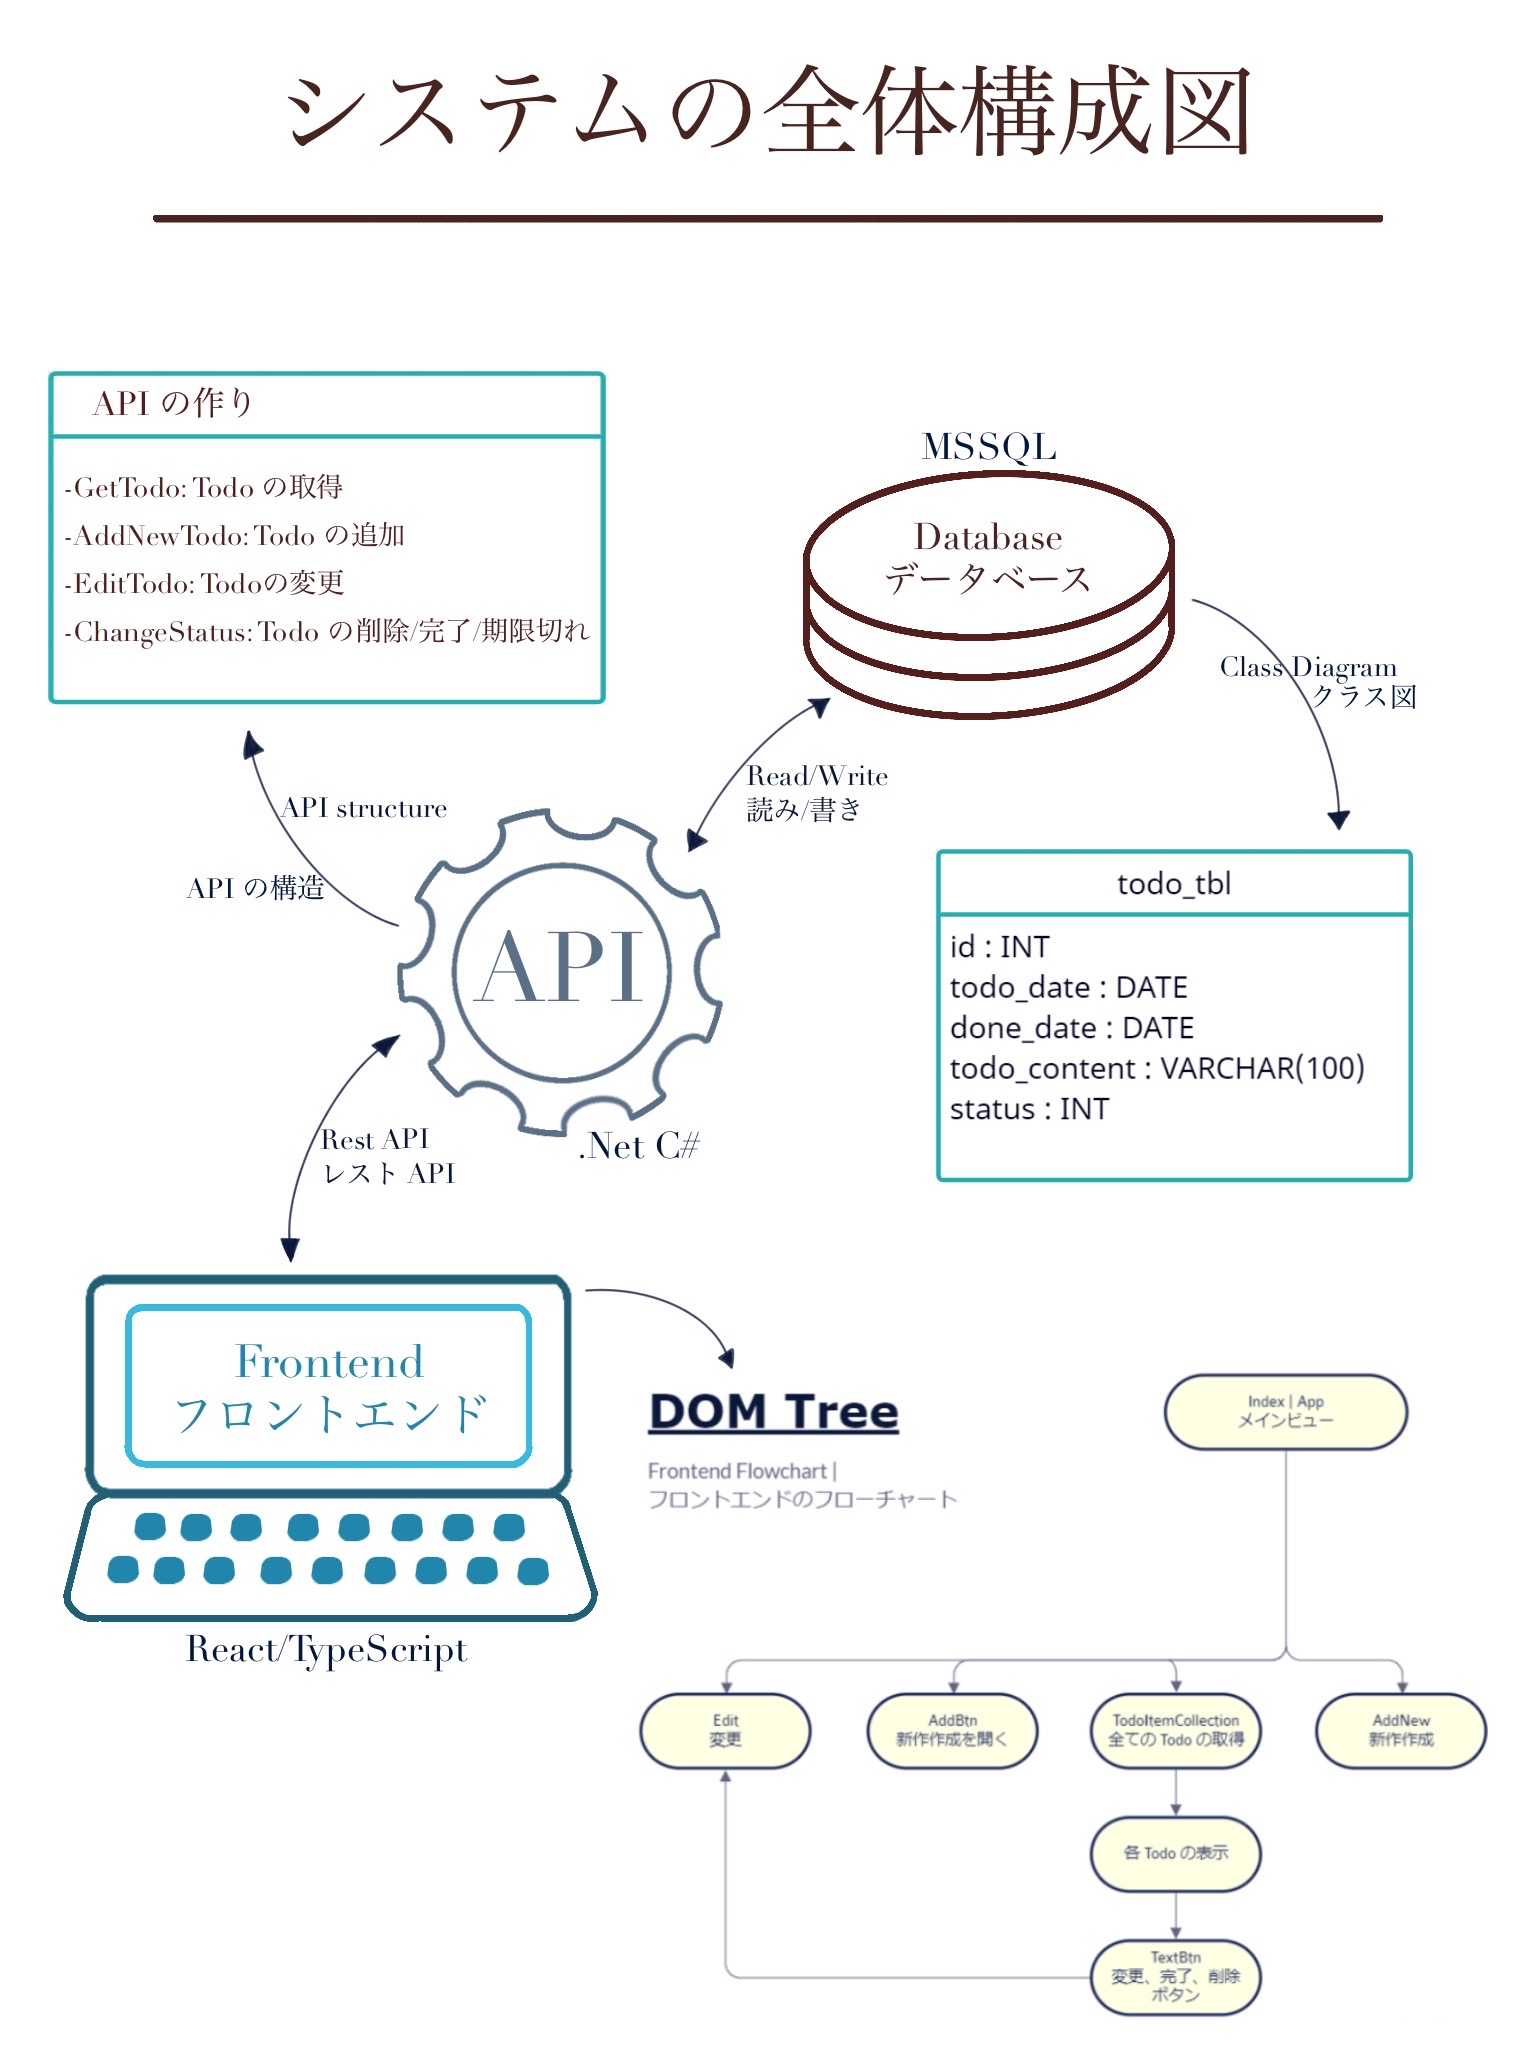 システムの全体構成図
API の作り
-GetTodo: Todo の取得
-AddNewTodo: Todo の追加
-EditTodo: Todoの変更
-ChangeStatus: Todo の削除/完了/期限切れ
MSSQL
Database
データベース
Class Diagram
クラス図
Read/Write
読み/書き
API structure
API の構造
API
.Net C#
todo_tbl
id : INT
todo_date : DATE
done_date : DATE
todo_content : VARCHAR(100)
status : INT
Rest API
レスト API
Frontend
フロントエンド
React/TypeScript
DOM Tree
Frontend Flowchart |
フロントエンドのフローチャート
Index | App
メインビュー
Edit
変更
AddBtn
新作作成を開く
TodoItemCollection
全ての Todo の取得
AddNew
新作作成
各 Todo の表示
TextBtn
変更、完了、削除
ボタン